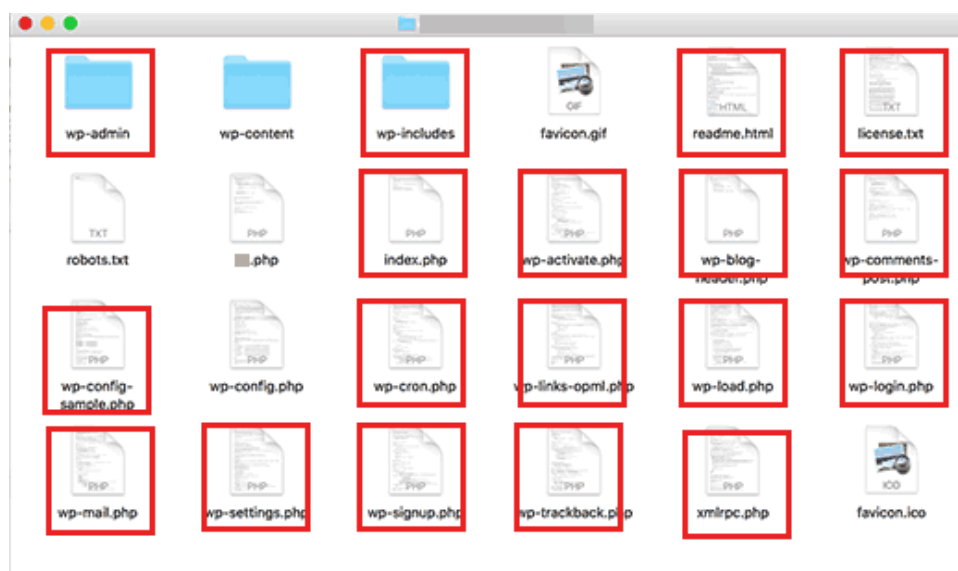 GIF
HTML
TXT
wp-admin
wp-content
wp-includes
favicon.gif
readme.html
license.txt
TXT
PHP
PHP
PHP
PHP
PHP
robots.txt
.php
index.php
wp-activate.php
wp-blog-
header.php
wp-comments-
post.php
PHP
PHP
PHP
PHP
PHP
PHP
wp-config-
sample.php
wp-config.php
wp-cron.php
wp-links-opml.php
wp-load.php
wp-login.php
PHP
PHP
PHP
PHP
PHP
ICO
wp-mail.php
wp-settings.php
wp-signup.php
wp-trackback.php
xmlrpc.php
favicon.ico